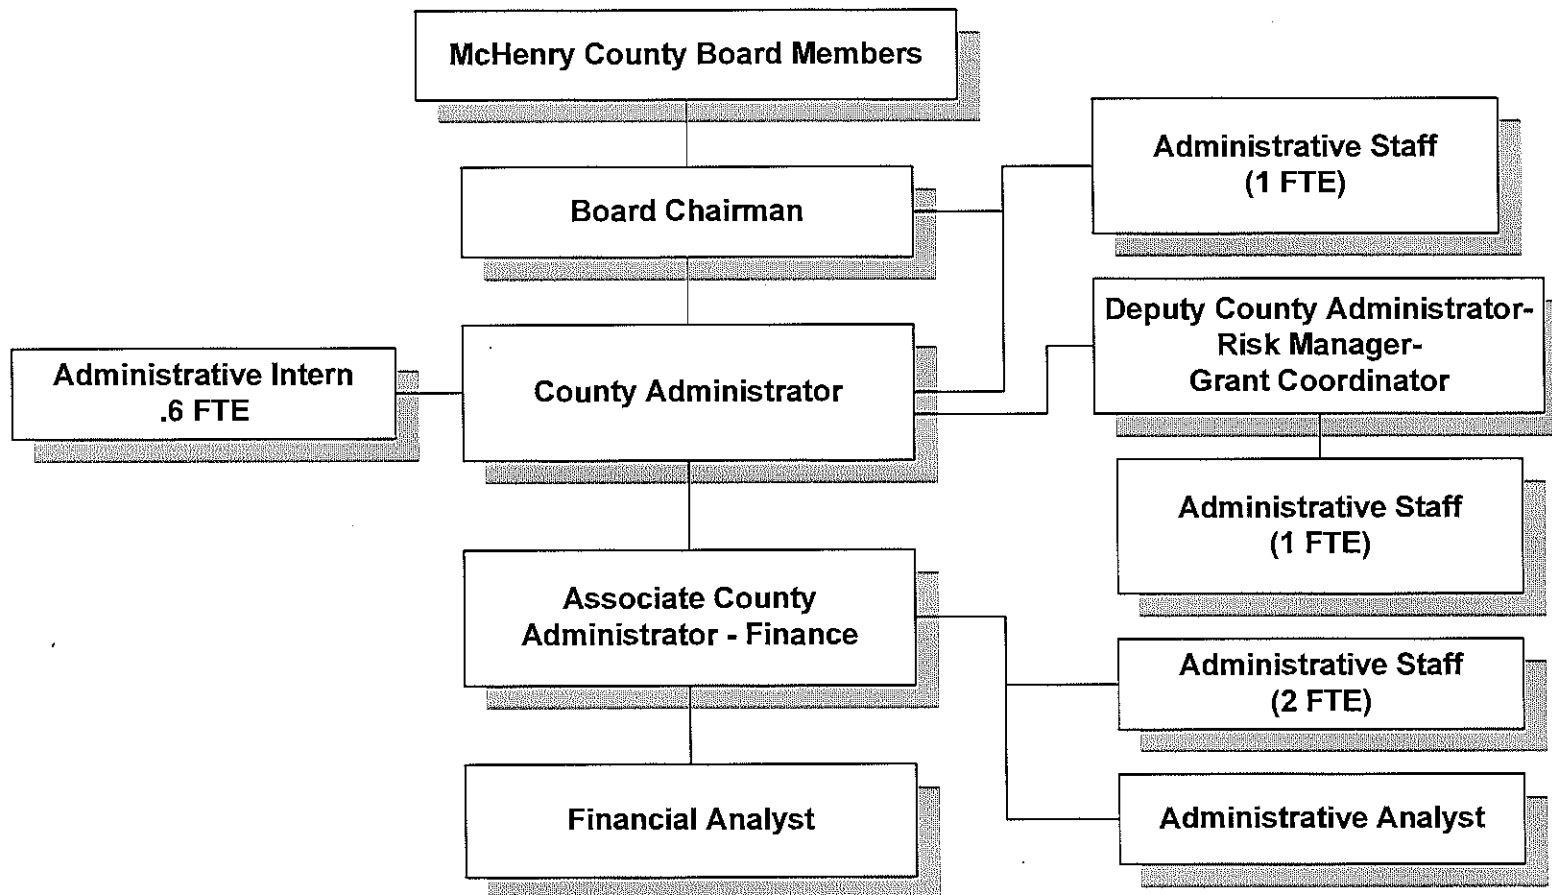 McHenry County Board Members
Administrative Staff
(1 FTE)
Board Chairman
Deputy County Administrator-
Risk Manager-
Grant Coordinator
Administrative Intern
.6 FTE
County Administrator
Administrative Staff
(1 FTE)
Associate County
Administrator - Finance
Administrative Staff
(2 FTE)
Financial Analyst
Administrative Analyst